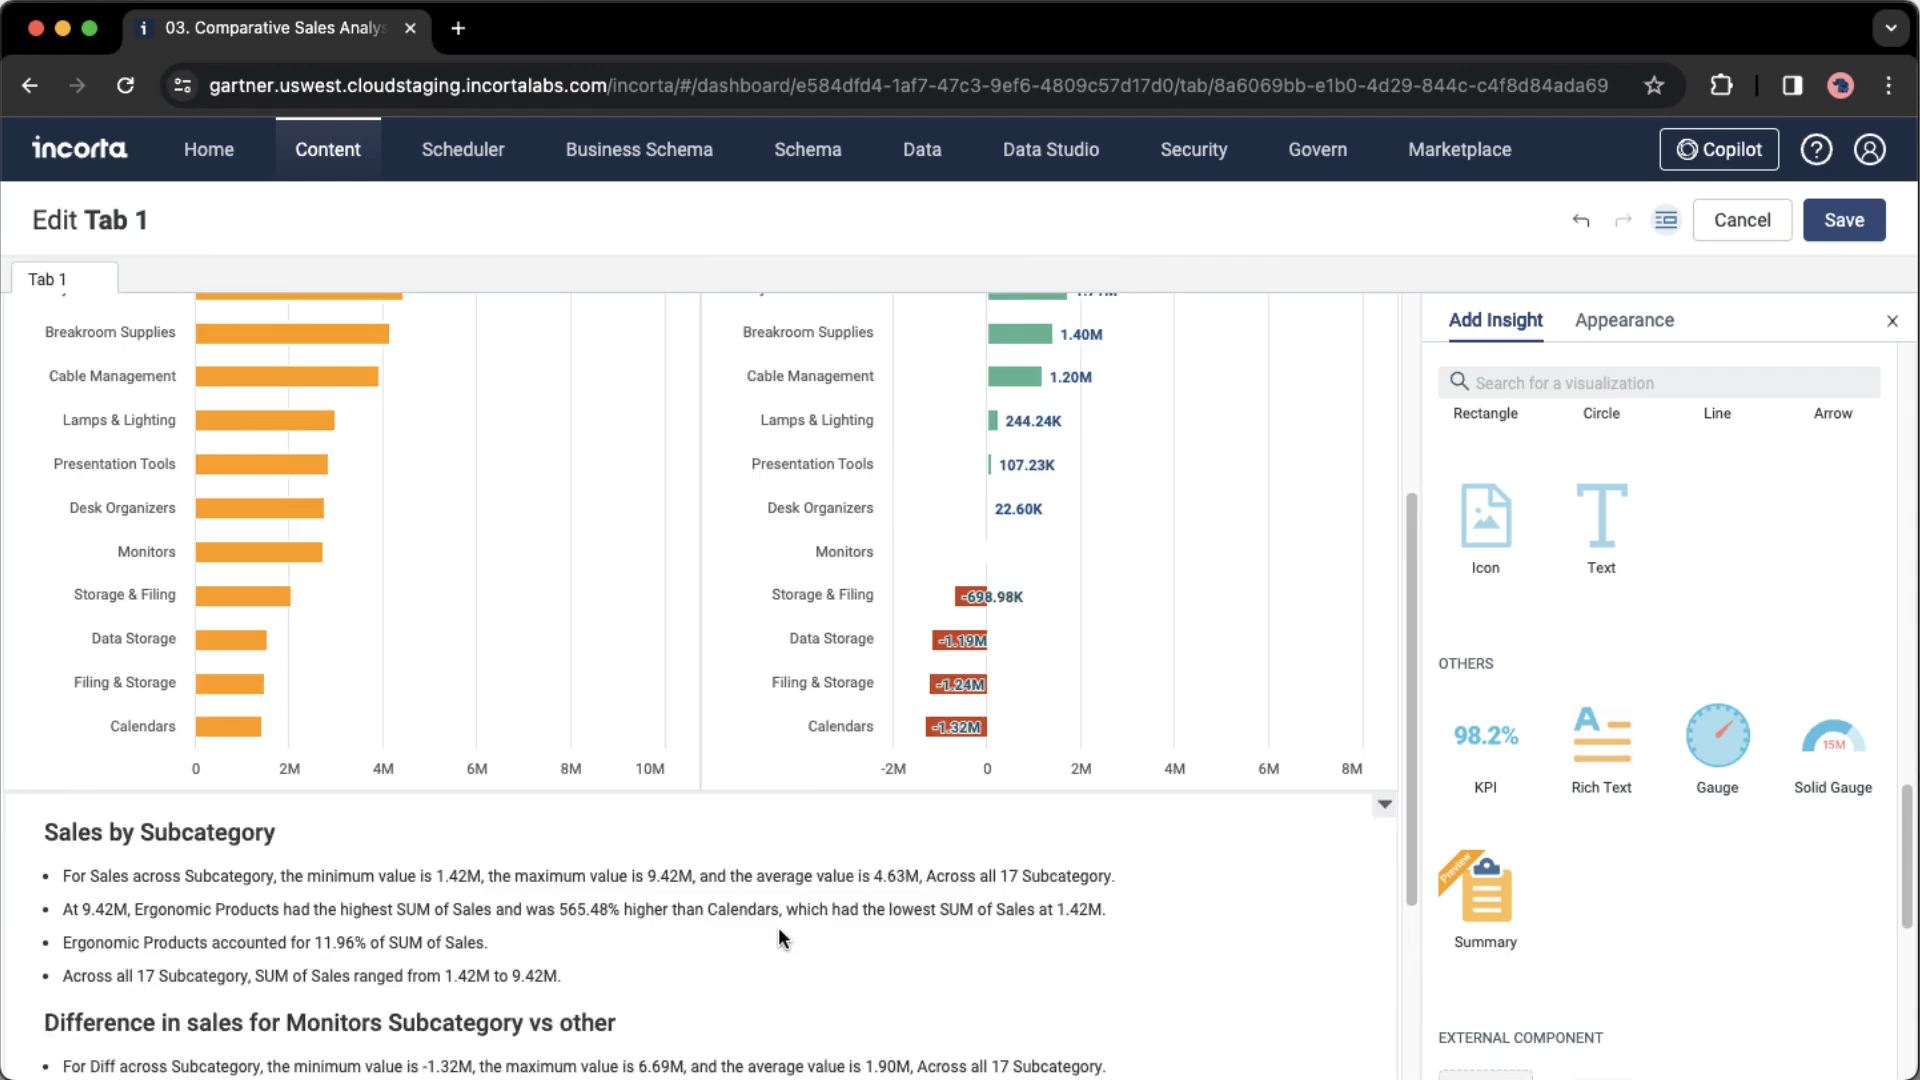 03. Comparative Sales Analys
gartner.uswest.cloudstaging.incortalabs.com/incorta/#/dashboard/e584dfd4-1af7-47c3-9ef6-4809c57d17d0/tab/8a6069bb-e1b0-4d29-844c-c4f8d84ada69
incorta Home Content Scheduler Business Schema Schema Data Data Studio Security Govern Marketplace Copilot
Edit Tab 1
Cancel Save
Tab 1
Breakroom Supplies
Cable Management
Lamps & Lighting
Presentation Tools
Desk Organizers
Monitors
Storage & Filing
Data Storage
Filing & Storage
Calendars
0 2M 4M 6M 8M 10M
Breakroom Supplies 1.40M
Cable Management 1.20M
Lamps & Lighting 244.24K
Presentation Tools 107.23K
Desk Organizers 22.60K
Monitors
Storage & Filing -698.98K
Data Storage -1.19M
Filing & Storage -1.24M
Calendars -1.32M
-2M 0 2M 4M 6M 8M
Sales by Subcategory
• For Sales across Subcategory, the minimum value is 1.42M, the maximum value is 9.42M, and the average value is 4.63M, Across all 17 Subcategory.
• At 9.42M, Ergonomic Products had the highest SUM of Sales and was 565.48% higher than Calendars, which had the lowest SUM of Sales at 1.42M.
• Ergonomic Products accounted for 11.96% of SUM of Sales.
• Across all 17 Subcategory, SUM of Sales ranged from 1.42M to 9.42M.
Difference in sales for Monitors Subcategory vs other
• For Diff across Subcategory, the minimum value is -1.32M, the maximum value is 6.69M, and the average value is 1.90M, Across all 17 Subcategory.
Add Insight Appearance
Search for a visualization
Rectangle Circle Line Arrow
Icon Text
OTHERS
98.2%
15M
KPI Rich Text Gauge Solid Gauge
Preview
Summary
EXTERNAL COMPONENT